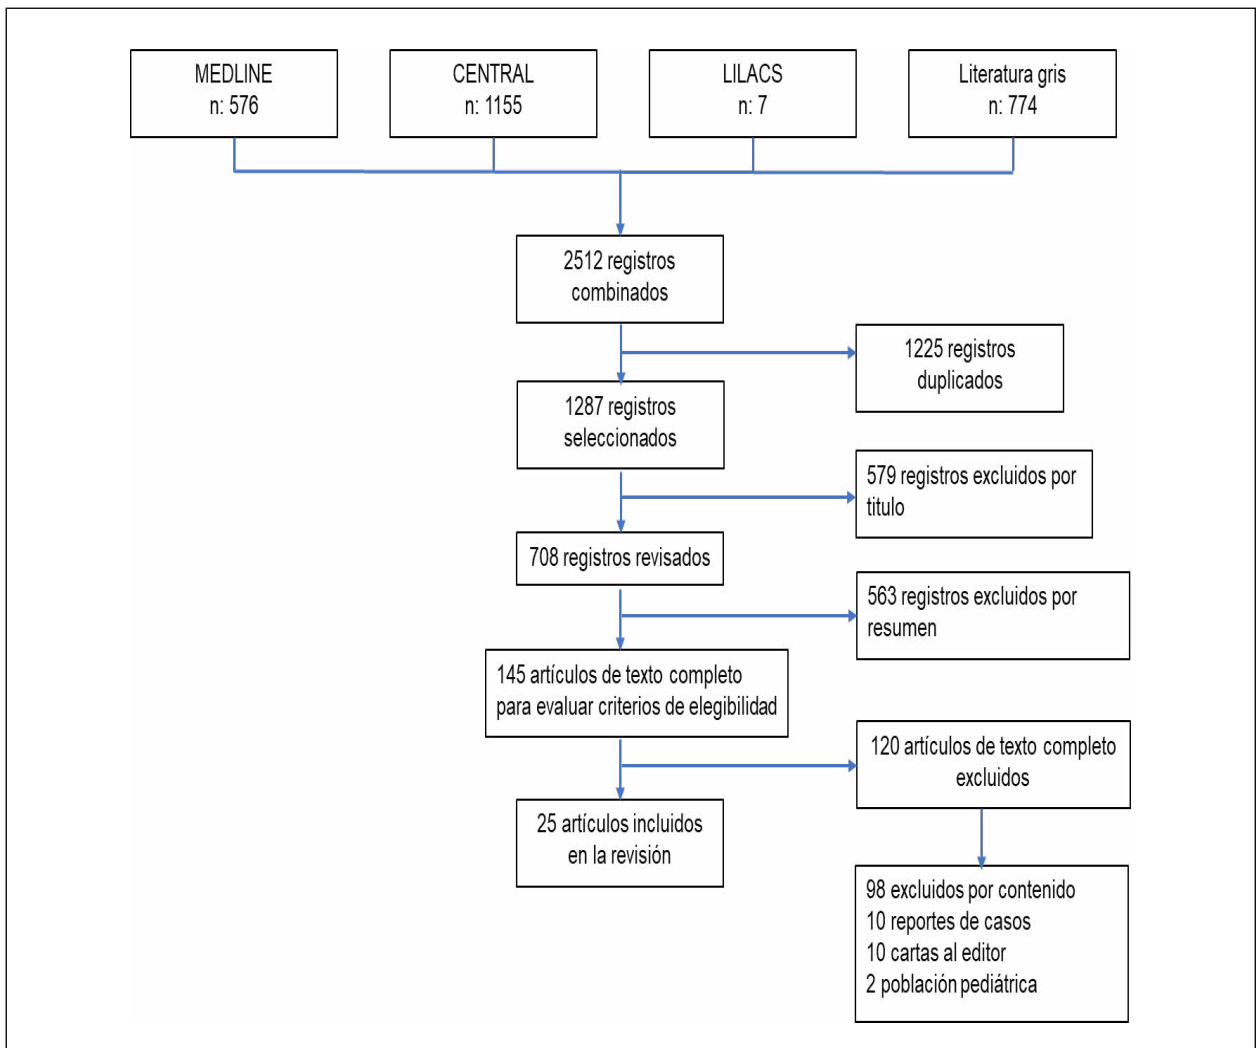 MEDLINE
n: 576
CENTRAL
n: 1155
LILACS
n: 7
Literatura gris
n: 774
2512 registros
combinados
1225 registros
duplicados
1287 registros
seleccionados
579 registros excluidos por
titulo
708 registros revisados
563 registros excluidos por
resumen
145 artículos de texto completo
para evaluar criterios de elegibilidad
120 artículos de texto completo
excluidos
25 artículos incluidos
en la revisión
98 excluidos por contenido
10 reportes de casos
10 cartas al editor
2 población pediátrica